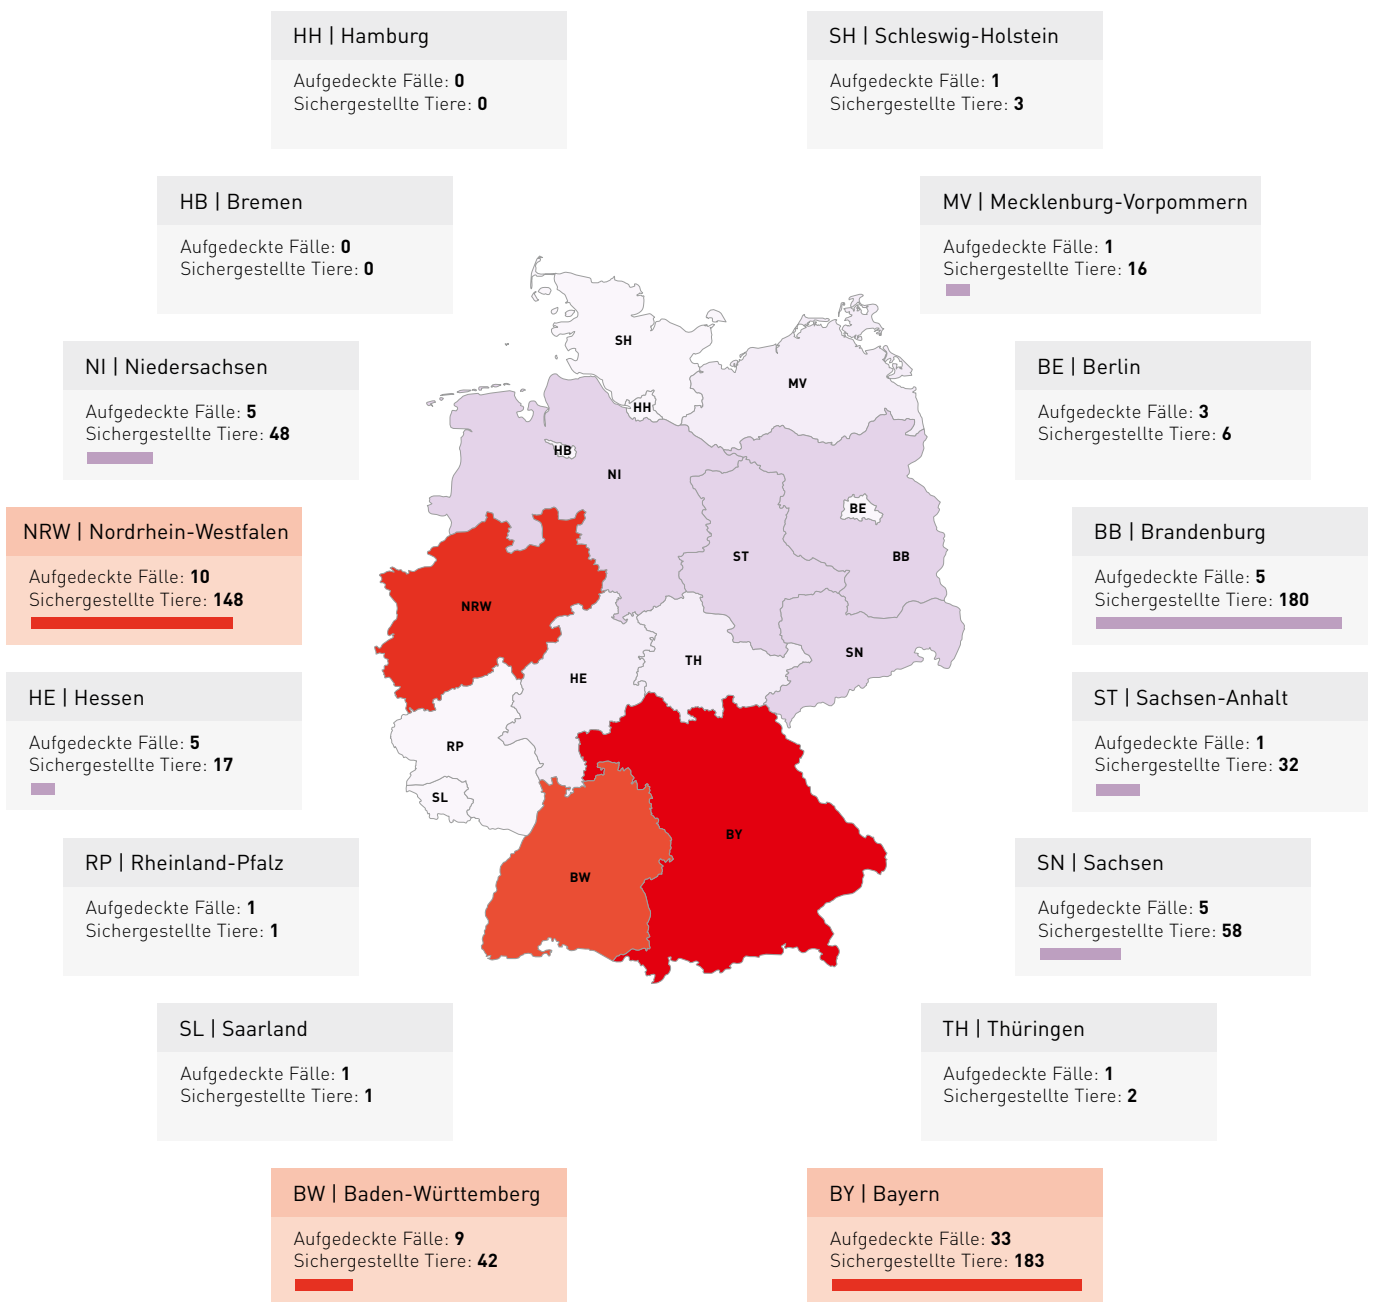 HH | Hamburg
Aufgedeckte Fälle: 0
Sichergestellte Tiere: 0
SH | Schleswig-Holstein
Aufgedeckte Fälle: 1
Sichergestellte Tiere: 3
HB | Bremen
Aufgedeckte Fälle: 0
Sichergestellte Tiere: 0
MV | Mecklenburg-Vorpommern
Aufgedeckte Fälle: 1
Sichergestellte Tiere: 16
NI | Niedersachsen
Aufgedeckte Fälle: 5
Sichergestellte Tiere: 48
BE | Berlin
Aufgedeckte Fälle: 3
Sichergestellte Tiere: 6
NRW | Nordrhein-Westfalen
Aufgedeckte Fälle: 10
Sichergestellte Tiere: 148
BB | Brandenburg
Aufgedeckte Fälle: 5
Sichergestellte Tiere: 180
HE | Hessen
Aufgedeckte Fälle: 5
Sichergestellte Tiere: 17
ST | Sachsen-Anhalt
Aufgedeckte Fälle: 1
Sichergestellte Tiere: 32
RP | Rheinland-Pfalz
Aufgedeckte Fälle: 1
Sichergestellte Tiere: 1
SN | Sachsen
Aufgedeckte Fälle: 5
Sichergestellte Tiere: 58
SL | Saarland
Aufgedeckte Fälle: 1
Sichergestellte Tiere: 1
TH | Thüringen
Aufgedeckte Fälle: 1
Sichergestellte Tiere: 2
BW | Baden-Württemberg
Aufgedeckte Fälle: 9
Sichergestellte Tiere: 42
BY | Bayern
Aufgedeckte Fälle: 33
Sichergestellte Tiere: 183
SH
MV
HH
HB
NI
BE
ST
BB
NRW
SN
TH
HE
RP
SL
BY
BW